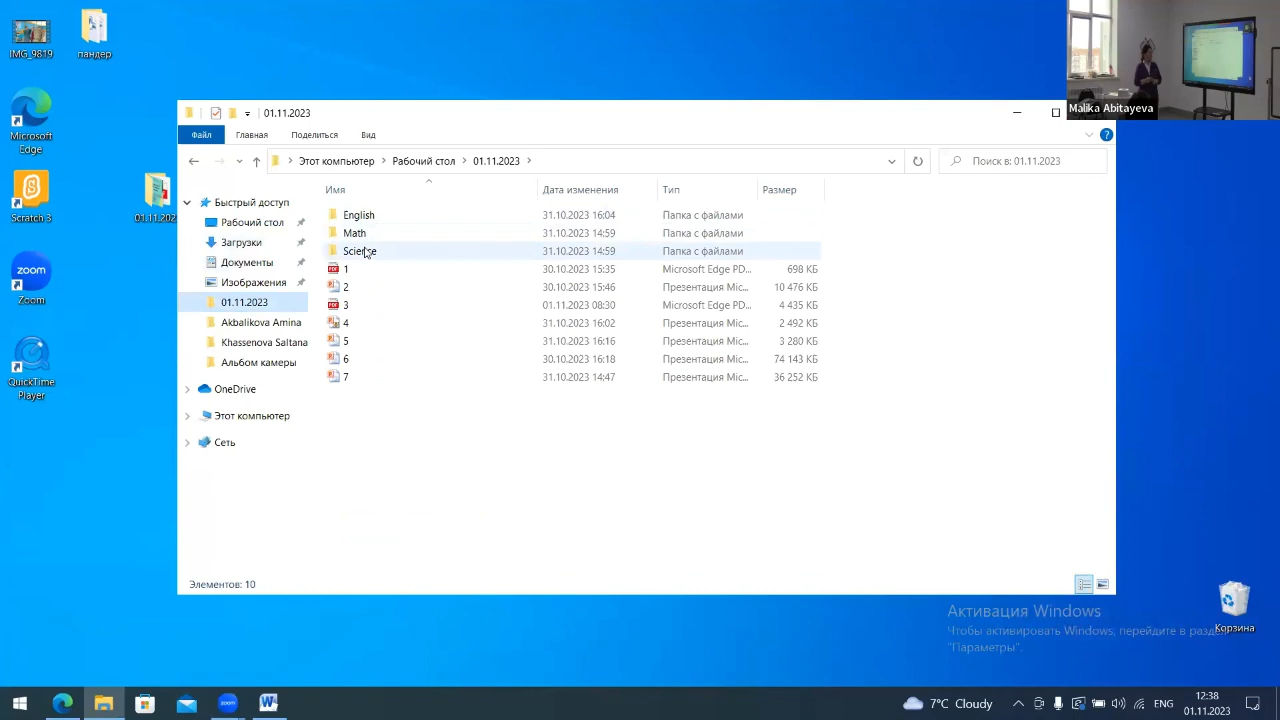 IMG_9819
пандер
Microsoft
Edge
Scratch 3
01.11.202
Zoom
QuickTime
Player
Malika Abitayeva
01.11.2023
Файл Главная Поделиться Вид
Этот компьютер Рабочий стол 01.11.2023 Поиск в: 01.11.2023
Имя Дата изменения Тип Размер
English 31.10.2023 16:04 Папка с файлами
Math 31.10.2023 14:59 Папка с файлами
Science 31.10.2023 14:59 Папка с файлами
1 30.10.2023 15:35 Microsoft Edge PD... 698 КБ
2 30.10.2023 15:46 Презентация Mic... 10 476 КБ
3 01.11.2023 08:30 Microsoft Edge PD... 4 435 КБ
4 31.10.2023 16:02 Презентация Mic... 2 492 КБ
5 31.10.2023 16:16 Презентация Mic... 3 280 КБ
6 30.10.2023 16:18 Презентация Mic... 74 143 КБ
7 31.10.2023 14:47 Презентация Mic... 36 252 КБ
Быстрый доступ
Рабочий стол
Загрузки
Документы
Изображения
01.11.2023
Akbalikova Amina
Khassenova Saltana
Альбом камеры
OneDrive
Этот компьютер
Сеть
Элементов: 10
Активация Windows
Чтобы активировать Windows, перейдите в разд
"Параметры".
Корзина
7°C Cloudy
ENG
12:38
01.11.2023